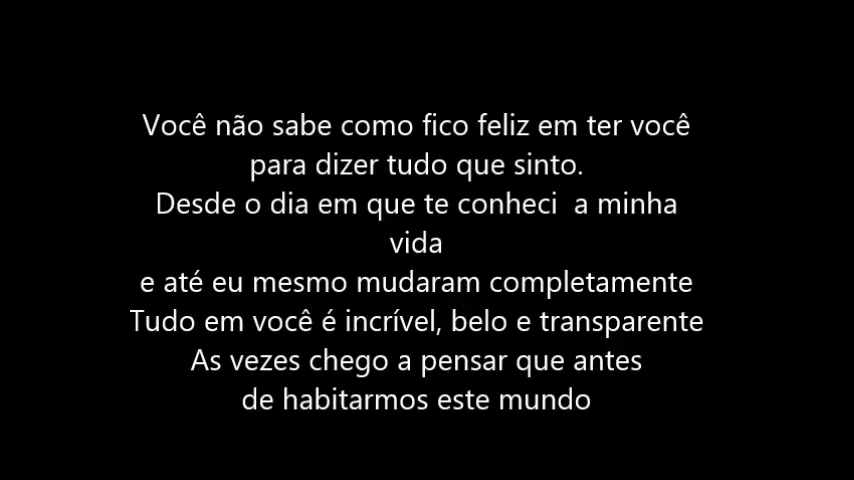 Você não sabe como fico feliz em ter você
para dizer tudo que sinto.
Desde o dia em que te conheci  a minha
vida
e até eu mesmo mudaram completamente
Tudo em você é incrível, belo e transparente
As vezes chego a pensar que antes
de habitarmos este mundo